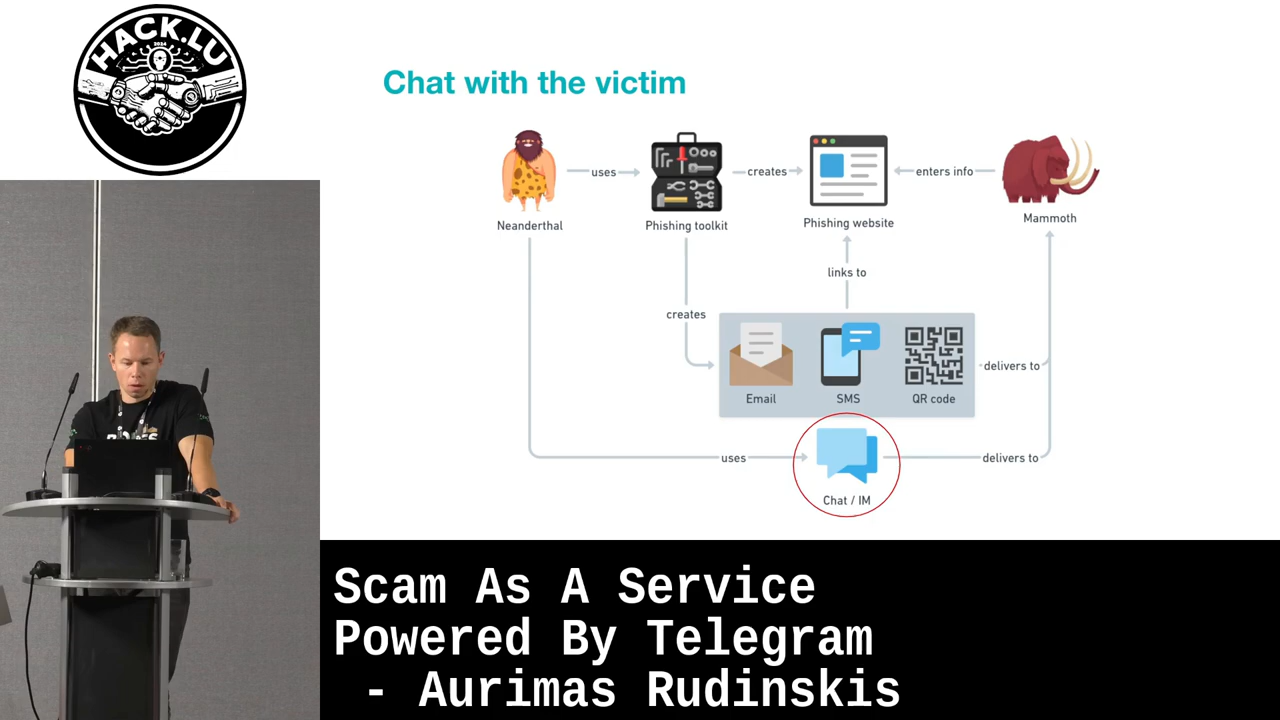 HACK.LU
2024
Chat with the victim
uses
creates
enters info
Neanderthal
Phishing toolkit
Phishing website
Mammoth
links to
creates
delivers to
Email
SMS
QR code
uses
delivers to
Chat / IM
Scam As A Service
Powered By Telegram
- Aurimas Rudinskis